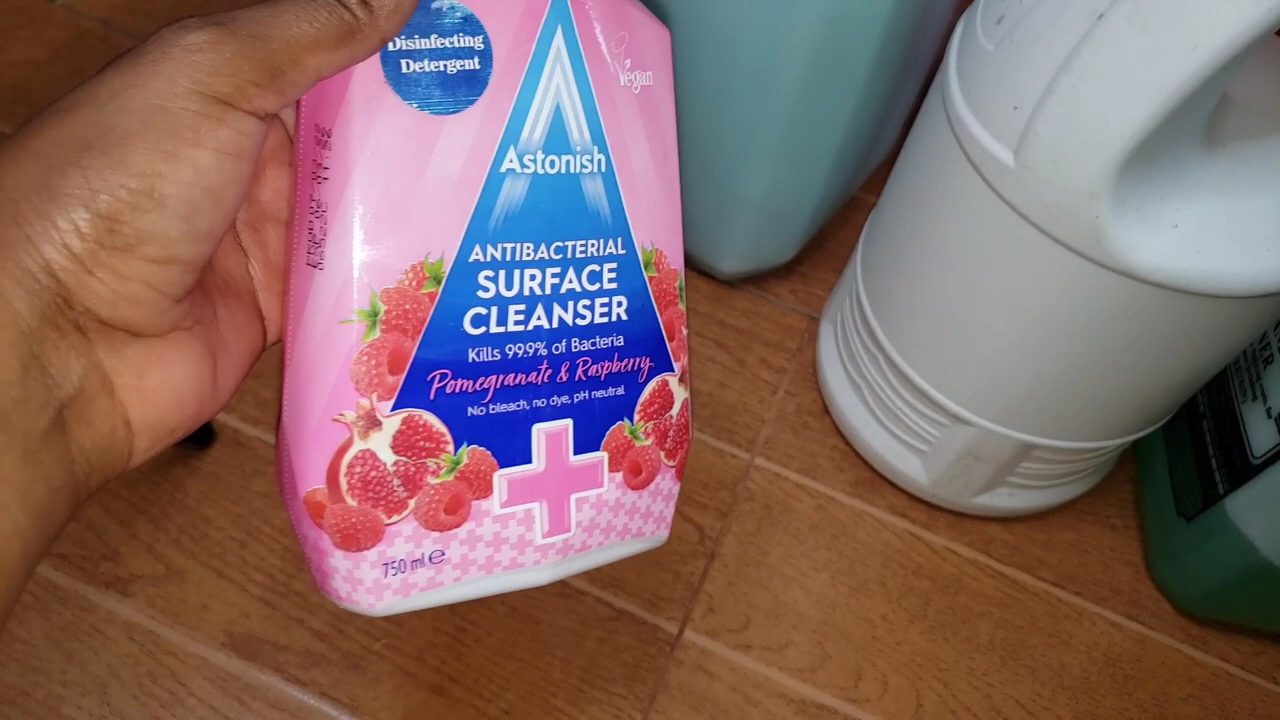 Disinfecting
Detergent
Vegan
Astonish
ANTIBACTERIAL
SURFACE
CLEANSER
Kills 99.9% of Bacteria
Pomegranate & Raspberry
No bleach, no dye, pH neutral
750 ml e